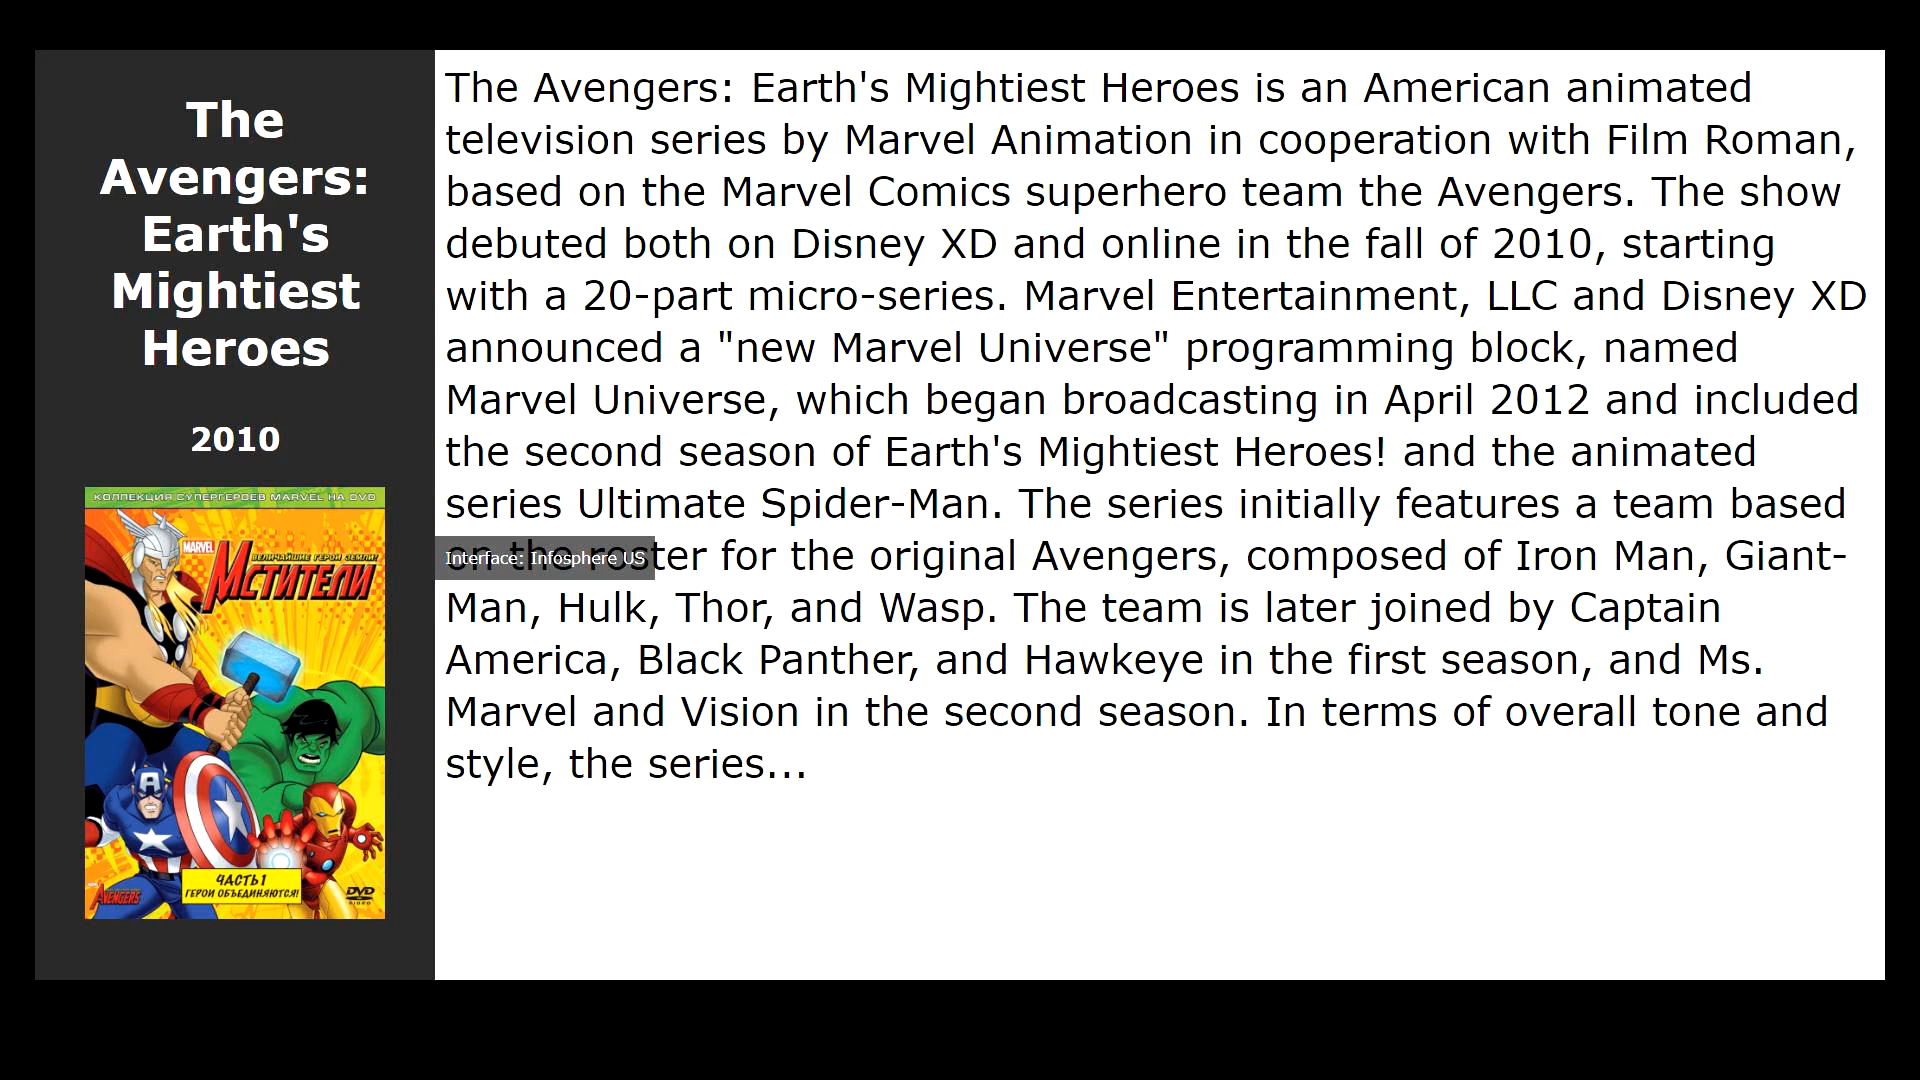 The
Avengers:
Earth's
Mightiest
Heroes
2010
КОЛЛЕКЦИЯ СУПЕРГЕРОЕВ MARVEL НА DVD
MARVEL
ВЕЛИЧАЙШИЕ ГЕРОИ ЗЕМЛИ!
МСТИТЕЛИ
ЧАСТЬ 1
ГЕРОИ ОБЪЕДИНЯЮТСЯ!
AVENGERS
DVD
VIDEO
The Avengers: Earth's Mightiest Heroes is an American animated
television series by Marvel Animation in cooperation with Film Roman,
based on the Marvel Comics superhero team the Avengers. The show
debuted both on Disney XD and online in the fall of 2010, starting
with a 20-part micro-series. Marvel Entertainment, LLC and Disney XD
announced a "new Marvel Universe" programming block, named
Marvel Universe, which began broadcasting in April 2012 and included
the second season of Earth's Mightiest Heroes! and the animated
series Ultimate Spider-Man. The series initially features a team based
on the roster for the original Avengers, composed of Iron Man, Giant-
Interface: Infosphere US
Man, Hulk, Thor, and Wasp. The team is later joined by Captain
America, Black Panther, and Hawkeye in the first season, and Ms.
Marvel and Vision in the second season. In terms of overall tone and
style, the series...